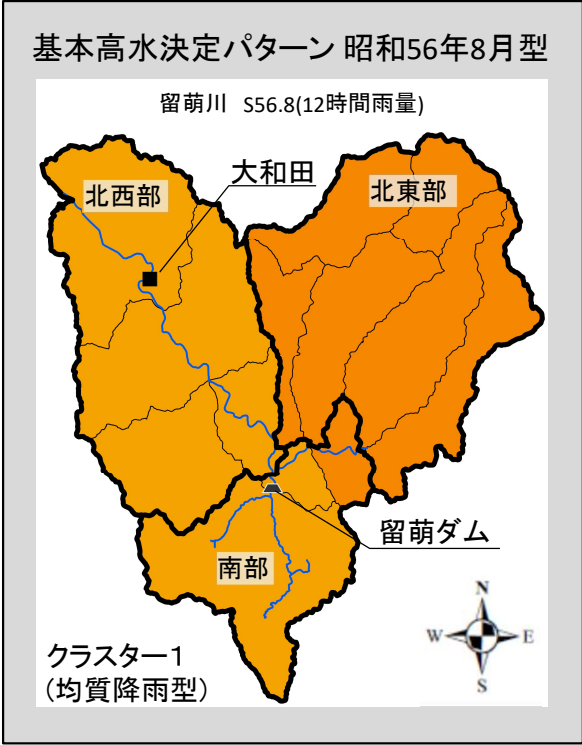 基本高水決定パターン 昭和56年8月型
留萌川 S56.8(12時間雨量)
大和田
北西部
北東部
留萌ダム
南部
N
W
E
S
クラスター1
(均質降雨型)